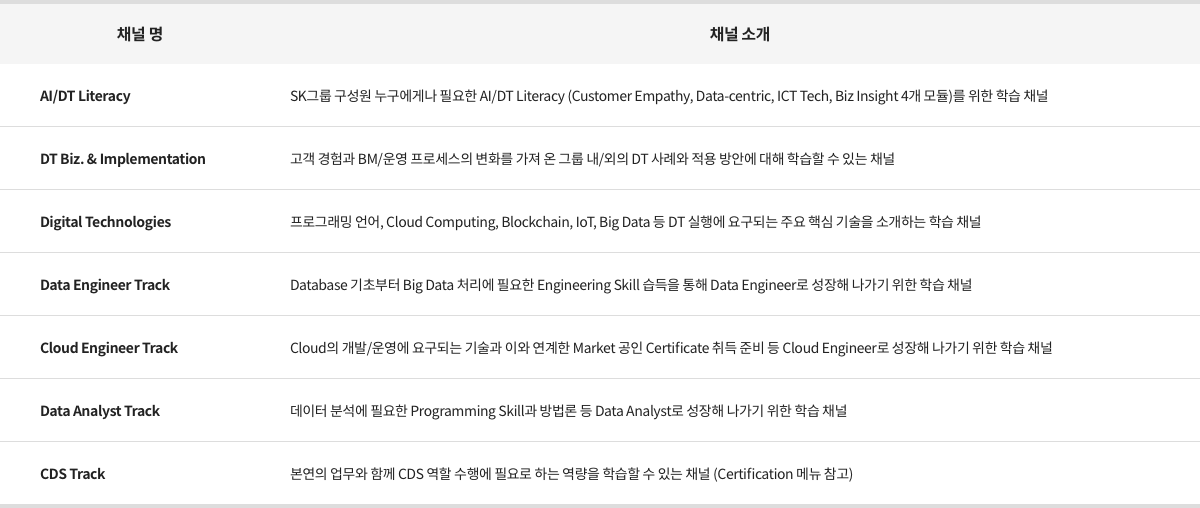 채널 명 채널 소개
AI/DT Literacy SK그룹 구성원 누구에게나 필요한 AI/DT Literacy (Customer Empathy, Data-centric, ICT Tech, Biz Insight 4개 모듈)를 위한 학습 채널
DT Biz. & Implementation 고객 경험과 BM/운영 프로세스의 변화를 가져 온 그룹 내/외의 DT 사례와 적용 방안에 대해 학습할 수 있는 채널
Digital Technologies 프로그래밍 언어, Cloud Computing, Blockchain, IoT, Big Data 등 DT 실행에 요구되는 주요 핵심 기술을 소개하는 학습 채널
Data Engineer Track Database 기초부터 Big Data 처리에 필요한 Engineering Skill 습득을 통해 Data Engineer로 성장해 나가기 위한 학습 채널
Cloud Engineer Track Cloud의 개발/운영에 요구되는 기술과 이와 연계한 Market 공인 Certificate 취득 준비 등 Cloud Engineer로 성장해 나가기 위한 학습 채널
Data Analyst Track 데이터 분석에 필요한 Programming Skill과 방법론 등 Data Analyst로 성장해 나가기 위한 학습 채널
CDS Track 본연의 업무와 함께 CDS 역할 수행에 필요로 하는 역량을 학습할 수 있는 채널 (Certification 메뉴 참고)